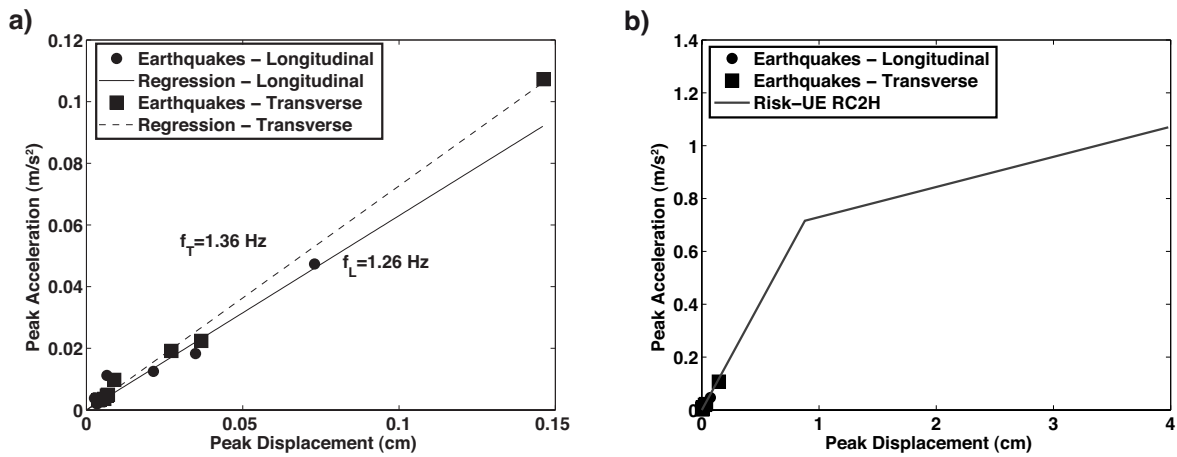 a)
0.12
0.1
0.08
0.06
0.04
0.02
0
Peak Acceleration (m/s²)
Earthquakes – Longitudinal
Regression – Longitudinal
Earthquakes – Transverse
Regression – Transverse
f_T=1.36 Hz
f_L=1.26 Hz
0 0.05 0.1 0.15
Peak Displacement (cm)
b)
1.4
1.2
1
0.8
0.6
0.4
0.2
0
Peak Acceleration (m/s²)
Earthquakes – Longitudinal
Earthquakes – Transverse
Risk–UE RC2H
0 1 2 3 4
Peak Displacement (cm)